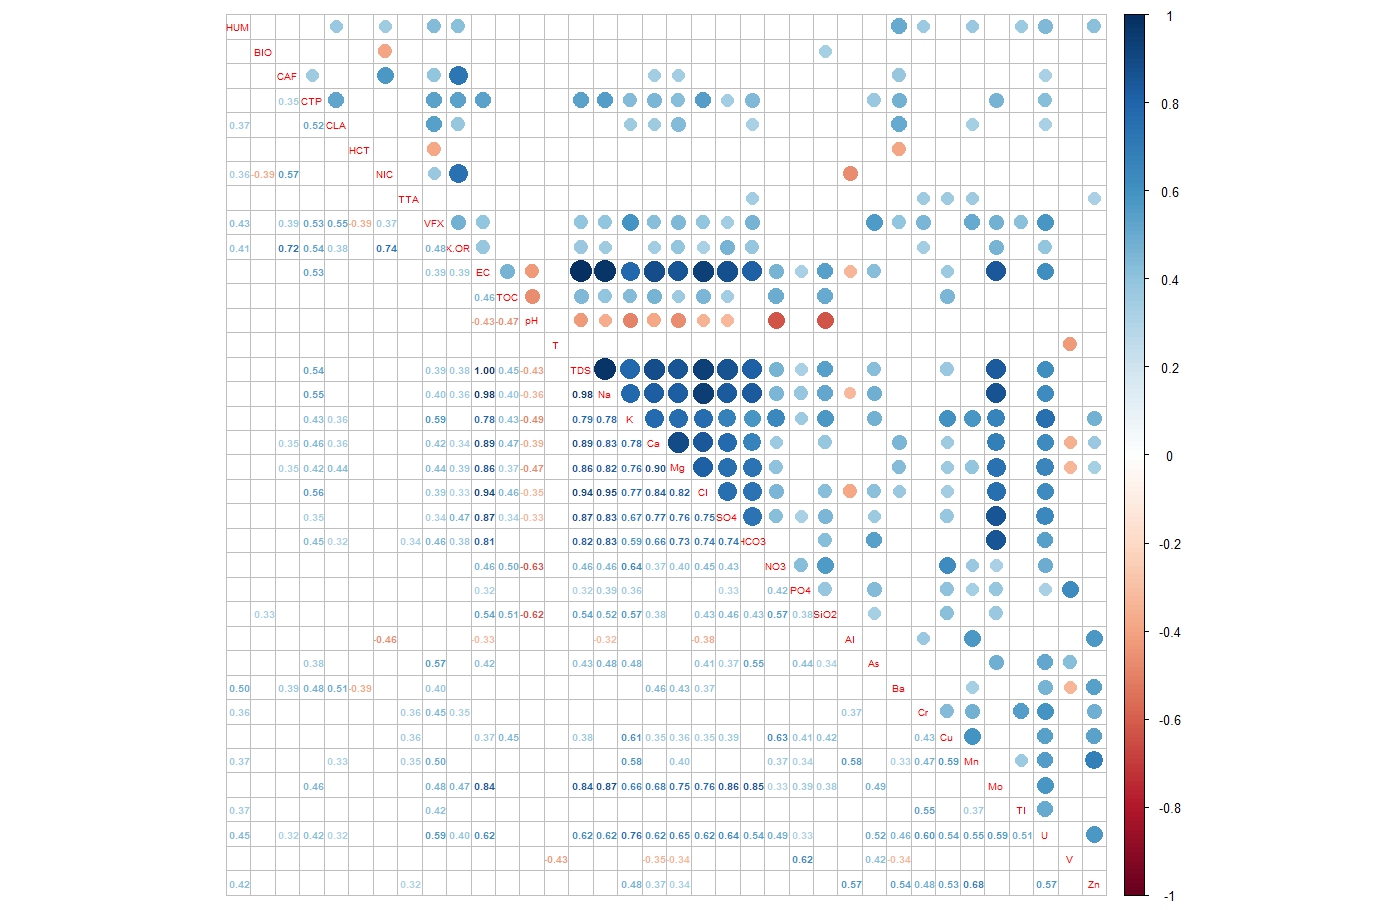 HUM
BIO
CAF
0.35 CTP
0.37 0.52 CLA
HCT
0.36 -0.39 0.57 NIC
TTA
0.43 0.39 0.53 0.55 -0.39 0.37 VFX
0.41 0.72 0.54 0.38 0.74 0.48 X.OR
0.53 0.39 0.39 EC
0.46 TOC
-0.43 -0.47 pH
T
0.54 0.39 0.38 1.00 0.45 -0.43 TDS
0.55 0.40 0.36 0.98 0.40 -0.36 0.98 Na
0.43 0.36 0.59 0.78 0.43 -0.49 0.79 0.78 K
0.35 0.46 0.36 0.42 0.34 0.89 0.47 -0.39 0.89 0.83 0.78 Ca
0.35 0.42 0.44 0.44 0.39 0.86 0.37 -0.47 0.86 0.82 0.76 0.90 Mg
0.56 0.39 0.33 0.94 0.46 -0.35 0.94 0.95 0.77 0.84 0.82 Cl
0.35 0.34 0.47 0.87 0.34 -0.33 0.87 0.83 0.67 0.77 0.76 0.75 SO4
0.45 0.32 0.34 0.46 0.38 0.81 0.82 0.83 0.59 0.66 0.73 0.74 0.74 HCO3
0.46 0.50 -0.63 0.46 0.46 0.64 0.37 0.40 0.45 0.43 NO3
0.32 0.32 0.39 0.36 0.33 0.42 PO4
0.33 0.54 0.51 -0.62 0.54 0.52 0.57 0.38 0.43 0.46 0.43 0.57 0.38 SiO2
-0.46 -0.33 -0.32 -0.38 Al
0.38 0.57 0.42 0.43 0.48 0.48 0.41 0.37 0.55 0.44 0.34 As
0.50 0.39 0.48 0.51 -0.39 0.40 0.46 0.43 0.37 Ba
0.36 0.36 0.45 0.35 0.37 Cr
0.36 0.37 0.45 0.38 0.61 0.35 0.36 0.35 0.39 0.63 0.41 0.42 0.43 Cu
0.37 0.33 0.35 0.50 0.58 0.40 0.37 0.34 0.58 0.33 0.47 0.59 Mn
0.46 0.48 0.47 0.84 0.84 0.87 0.66 0.68 0.75 0.76 0.86 0.85 0.33 0.39 0.38 0.49 Mo
0.37 0.42 0.55 0.37 Tl
0.45 0.32 0.42 0.32 0.59 0.40 0.62 0.62 0.62 0.76 0.62 0.65 0.62 0.64 0.54 0.49 0.33 0.52 0.46 0.60 0.54 0.55 0.59 0.51 U
-0.43 -0.35 -0.34 0.62 0.42 -0.34 V
0.42 0.32 0.48 0.37 0.34 0.57 0.54 0.48 0.53 0.68 0.57 Zn
1
0.8
0.6
0.4
0.2
0
-0.2
-0.4
-0.6
-0.8
-1